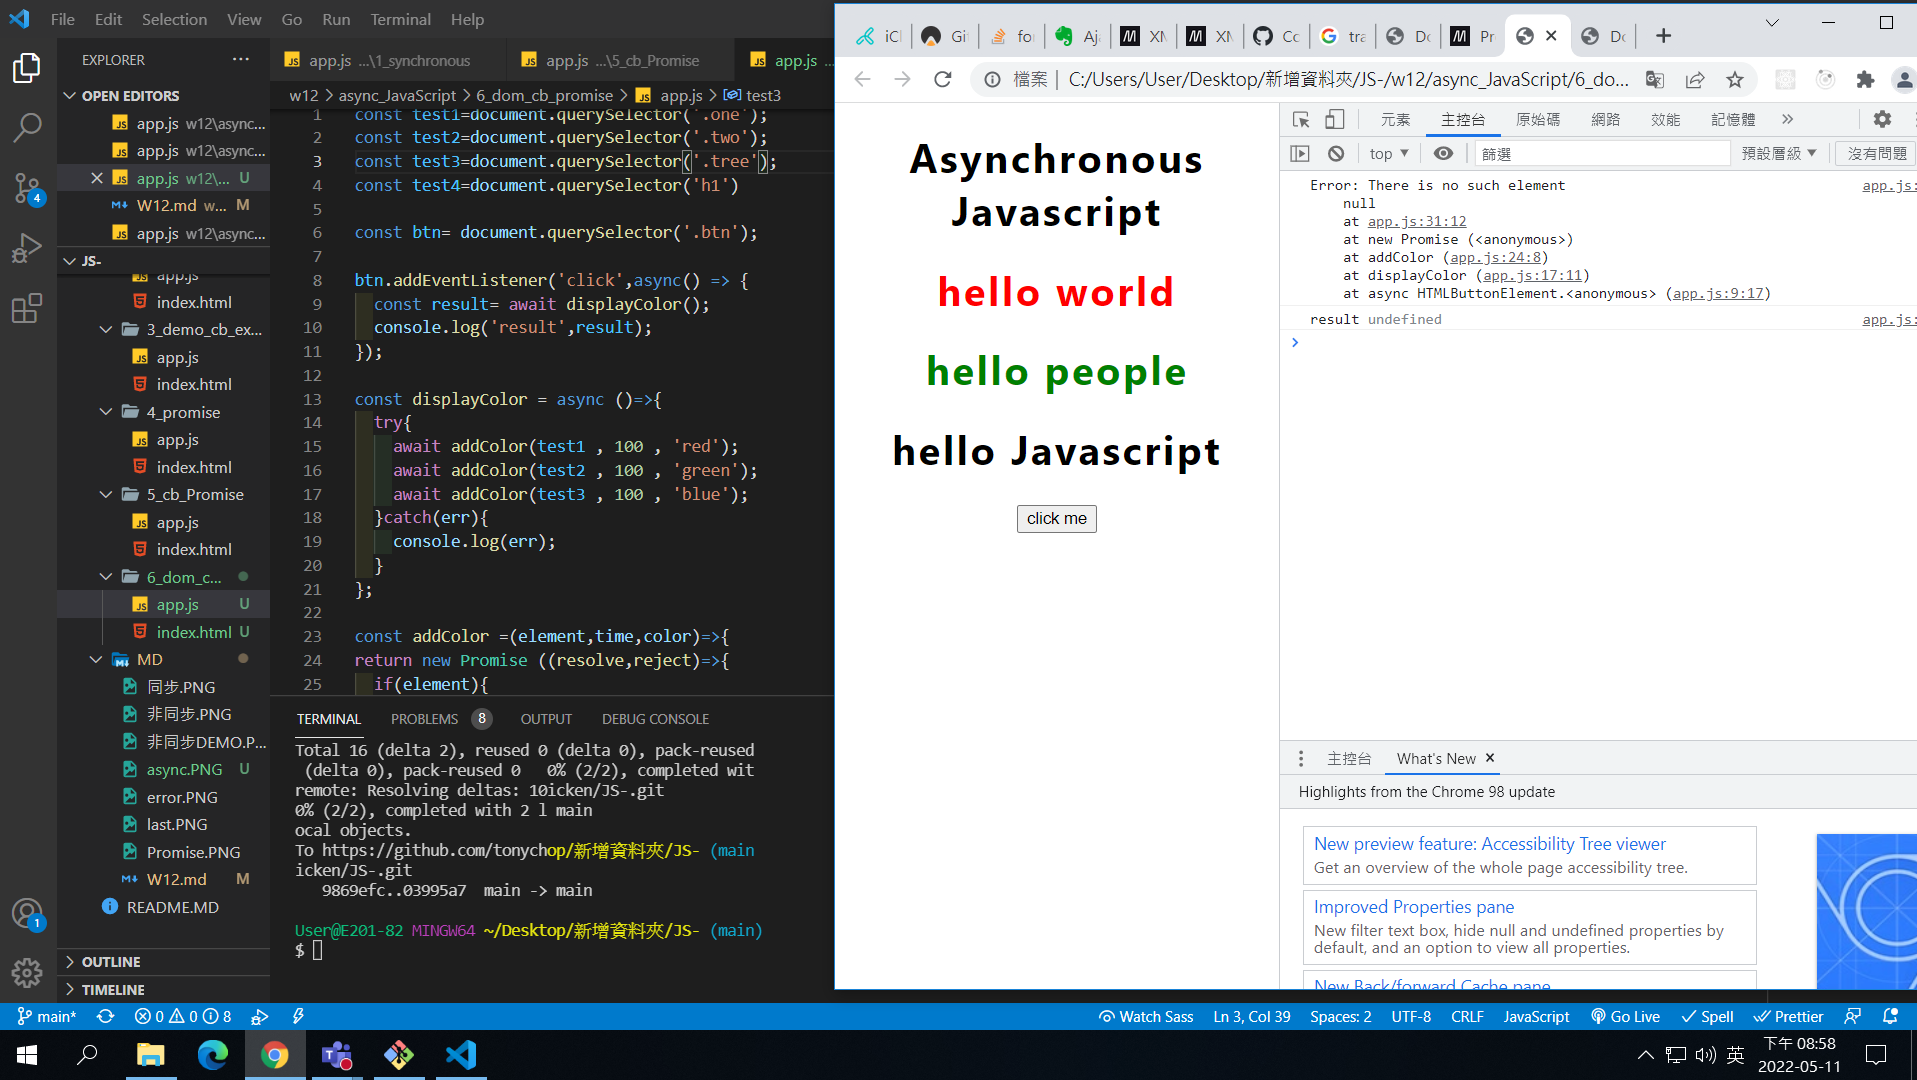 File Edit Selection View Go Run Terminal Help
EXPLORER
OPEN EDITORS
app.js w12\async...
app.js w12\async...
app.js w12\... U
W12.md w... M
app.js w12\async...
JS-
app.js
index.html
3_demo_cb_ex...
app.js
index.html
4_promise
app.js
index.html
5_cb_Promise
app.js
index.html
6_dom_c...
app.js U
index.html U
MD
同步.PNG
非同步.PNG
非同步DEMO.P...
async.PNG U
error.PNG
last.PNG
Promise.PNG
W12.md M
README.MD
OUTLINE
TIMELINE
4
1
app.js ...\1_synchronous
app.js ...\5_cb_Promise
app.js ...
w12 > async_JavaScript > 6_dom_cb_promise > app.js > test3
1 const test1=document.querySelector('.one');
2 const test2=document.querySelector('.two');
3 const test3=document.querySelector('.tree');
4 const test4=document.querySelector('h1')
5
6 const btn= document.querySelector('.btn');
7
8 btn.addEventListener('click',async() => {
9 const result= await displayColor();
10 console.log('result',result);
11 });
12
13 const displayColor = async ()=>{
14 try{
15 await addColor(test1 , 100 , 'red');
16 await addColor(test2 , 100 , 'green');
17 await addColor(test3 , 100 , 'blue');
18 }catch(err){
19 console.log(err);
20 }
21 };
22
23 const addColor =(element,time,color)=>{
24 return new Promise ((resolve,reject)=>{
25 if(element){
TERMINAL PROBLEMS 8 OUTPUT DEBUG CONSOLE
Total 16 (delta 2), reused 0 (delta 0), pack-reused
(delta 0), pack-reused 0 0% (2/2), completed wit
remote: Resolving deltas: 10icken/JS-.git
0% (2/2), completed with 2 l main
ocal objects.
To https://github.com/tonychop/新增資料夾/JS- (main
icken/JS-.git
9869efc..03995a7 main -> main
User@E201-82 MINGW64 ~/Desktop/新增資料夾/JS- (main)
$
iCl Gi fo Aja XM XM Cc tra Dc Pr Dc
檔案 | C:/Users/User/Desktop/新增資料夾/JS-/w12/async_JavaScript/6_do...
Asynchronous
Javascript
hello world
hello people
hello Javascript
click me
元素 主控台 原始碼 網路 效能 記憶體 »
top 篩選 預設層級 沒有問題
Error: There is no such element app.js:
null
at app.js:31:12
at new Promise (<anonymous>)
at addColor (app.js:24:8)
at displayColor (app.js:17:11)
at async HTMLButtonElement.<anonymous> (app.js:9:17)
result undefined app.js:
主控台 What's New
Highlights from the Chrome 98 update
New preview feature: Accessibility Tree viewer
Get an overview of the whole page accessibility tree.
Improved Properties pane
New filter text box, hide null and undefined properties by
default, and an option to view all properties.
New Back/forward Cache pane
main* 0 0 8
Watch Sass Ln 3, Col 39 Spaces: 2 UTF-8 CRLF JavaScript Go Live Spell Prettier
英
下午 08:58
2022-05-11